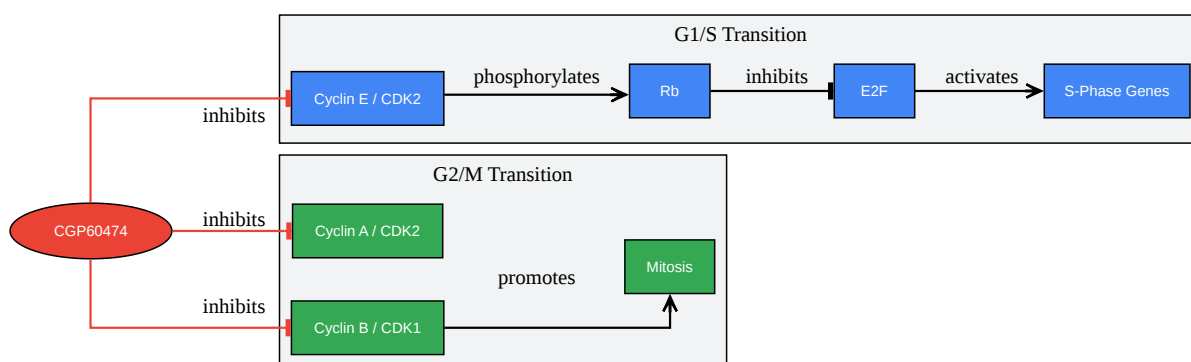 G1/S Transition
Cyclin E / CDK2
phosphorylates
Rb
inhibits
E2F
activates
S-Phase Genes
inhibits
G2/M Transition
CGP60474
inhibits
Cyclin A / CDK2
promotes
Mitosis
inhibits
Cyclin B / CDK1